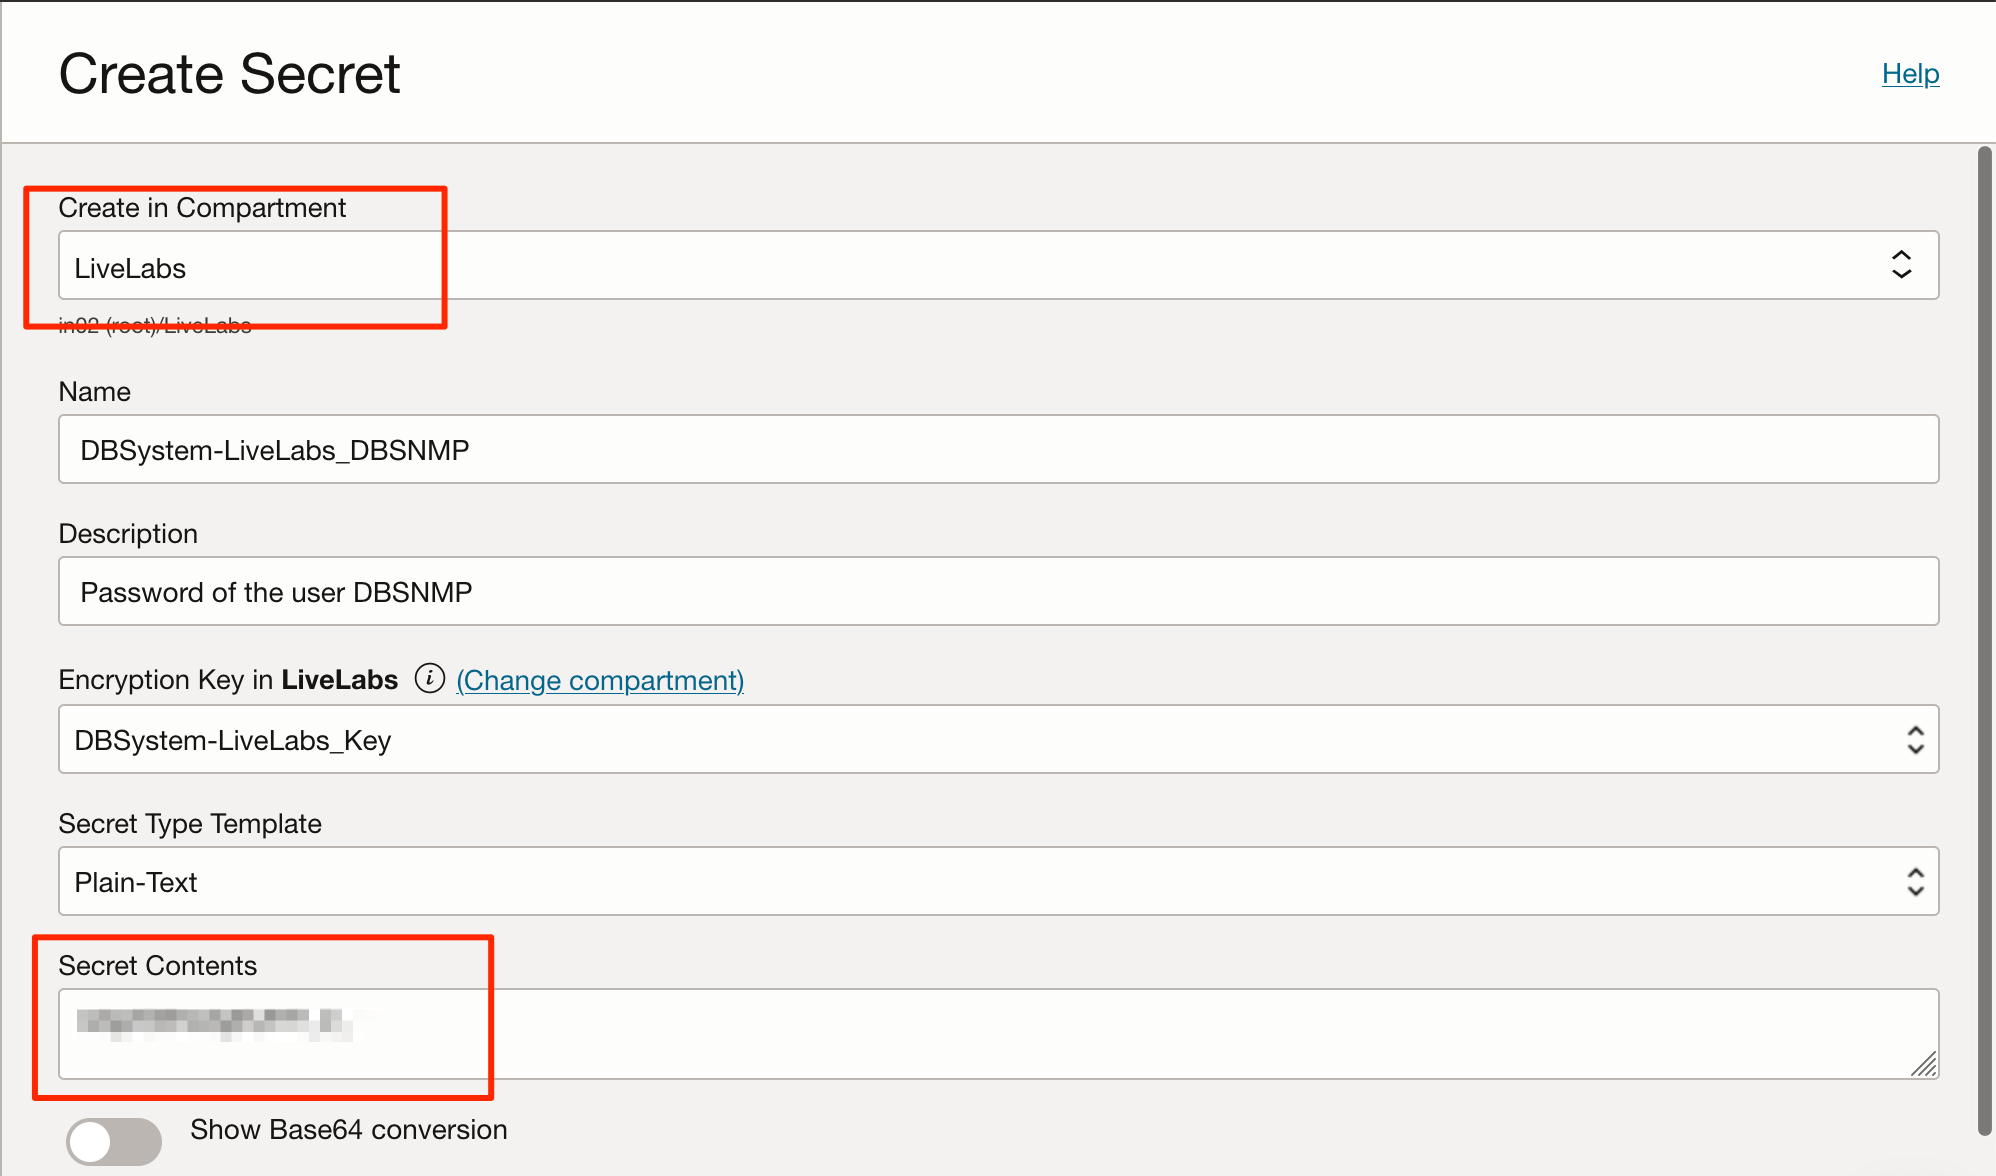 Create Secret
Help
Create in Compartment
LiveLabs
in02 (root)/LiveLabs
Name
DBSystem-LiveLabs_DBSNMP
Description
Password of the user DBSNMP
Encryption Key in LiveLabs (Change compartment)
DBSystem-LiveLabs_Key
Secret Type Template
Plain-Text
Secret Contents
Show Base64 conversion